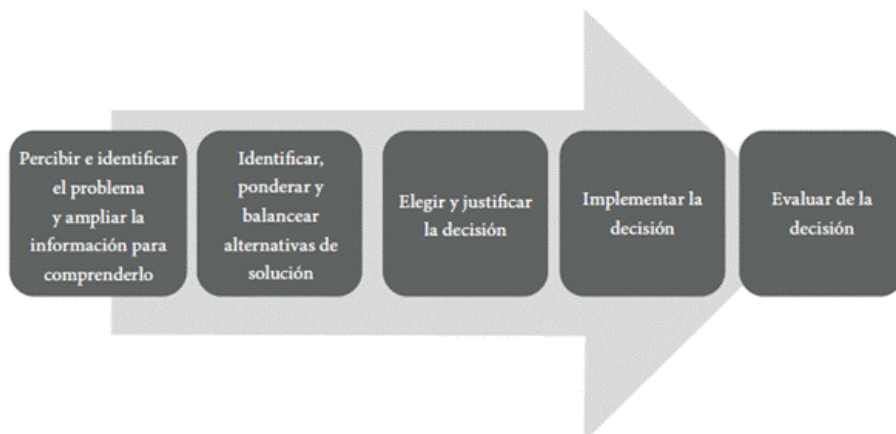 Percibir e identificar
el problema
y ampliar la
información para
comprenderlo
Identificar,
ponderar y
balancear
alternativas de
solución
Elegir y justificar
la decisión
Implementar la
decisión
Evaluar de la
decisión